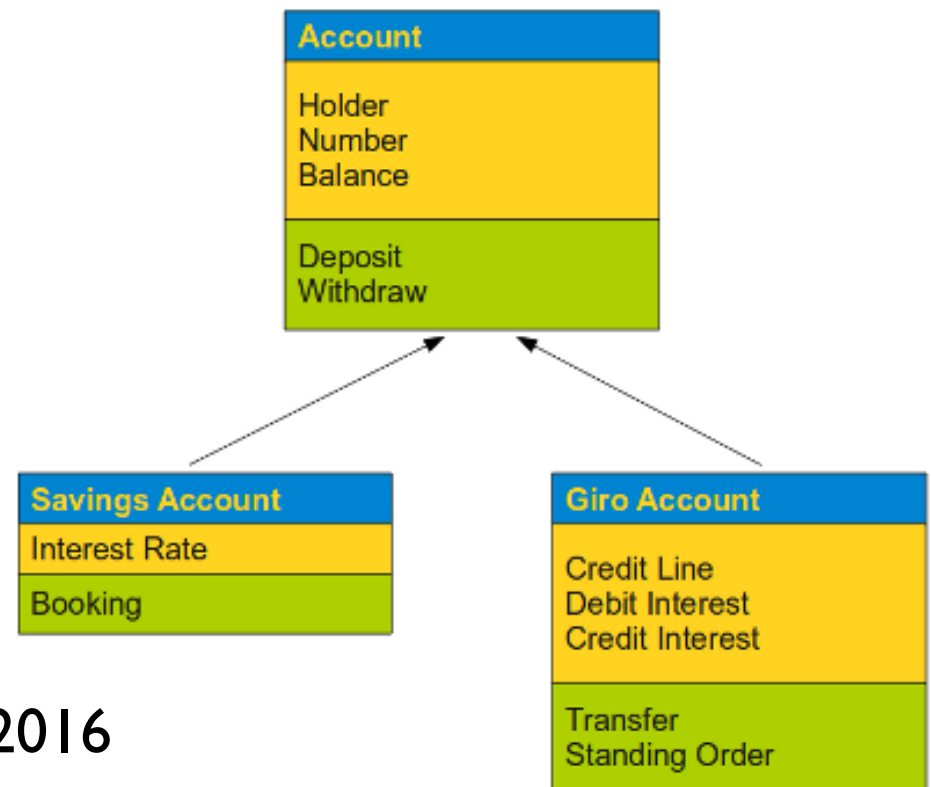 Account
Holder
Number
Balance
Deposit
Withdraw
Savings Account
Interest Rate
Booking
Giro Account
Credit Line
Debit Interest
Credit Interest
Transfer
Standing Order
2016